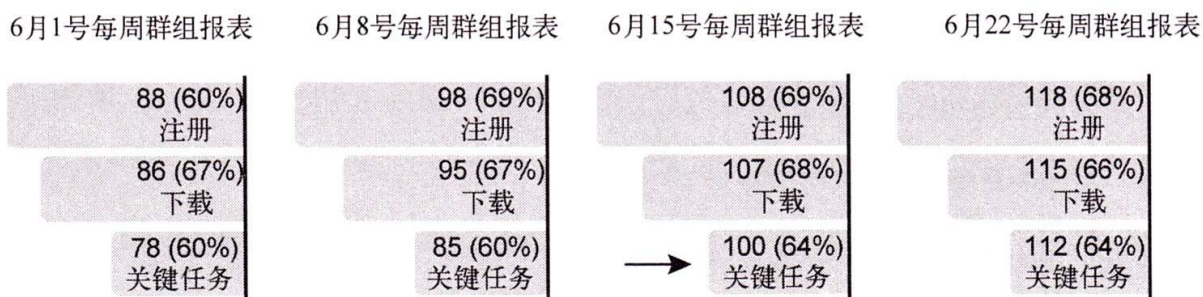 6月1号每周群组报表
88 (60%)
注册
86 (67%)
下载
78 (60%)
关键任务
6月8号每周群组报表
98 (69%)
注册
95 (67%)
下载
85 (60%)
关键任务
6月15号每周群组报表
108 (69%)
注册
107 (68%)
下载
100 (64%)
关键任务
6月22号每周群组报表
118 (68%)
注册
115 (66%)
下载
112 (64%)
关键任务